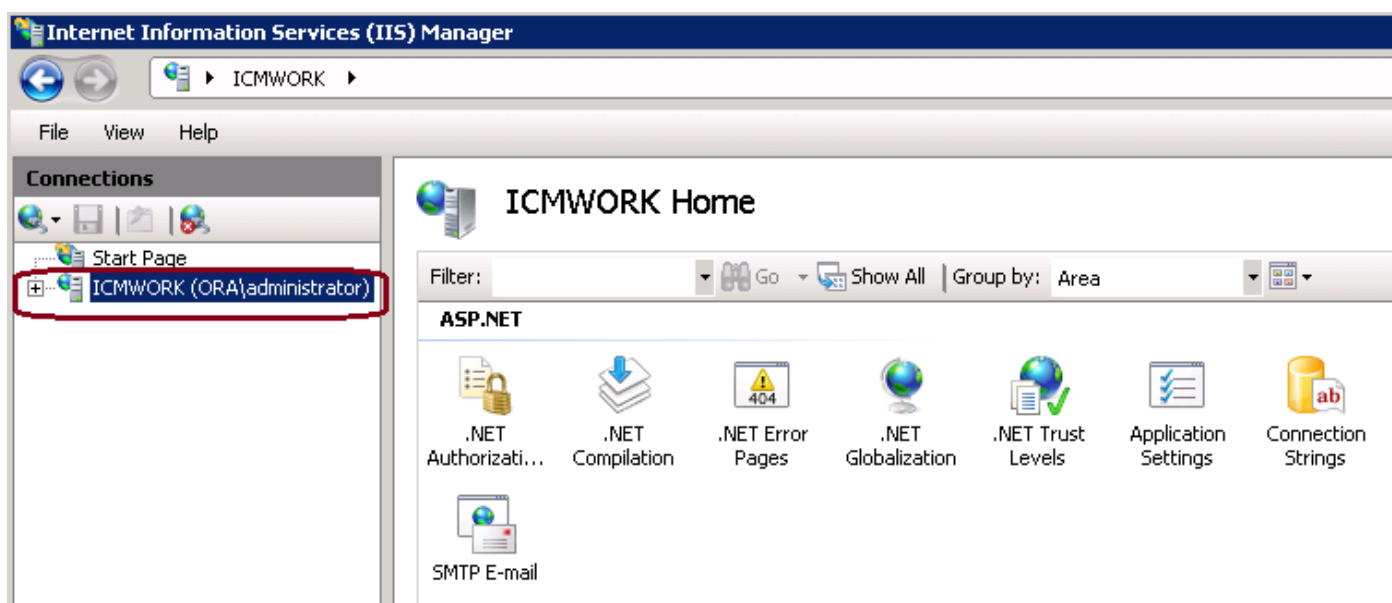 Internet Information Services (IIS) Manager
ICMWORK
File View Help
Connections
Start Page
ICMWORK (ORA\administrator)
ICMWORK Home
Filter: Go Show All Group by: Area
ASP.NET
.NET Authorizati...
.NET Compilation
404
.NET Error Pages
.NET Globalization
.NET Trust Levels
Application Settings
ab
Connection Strings
SMTP E-mail